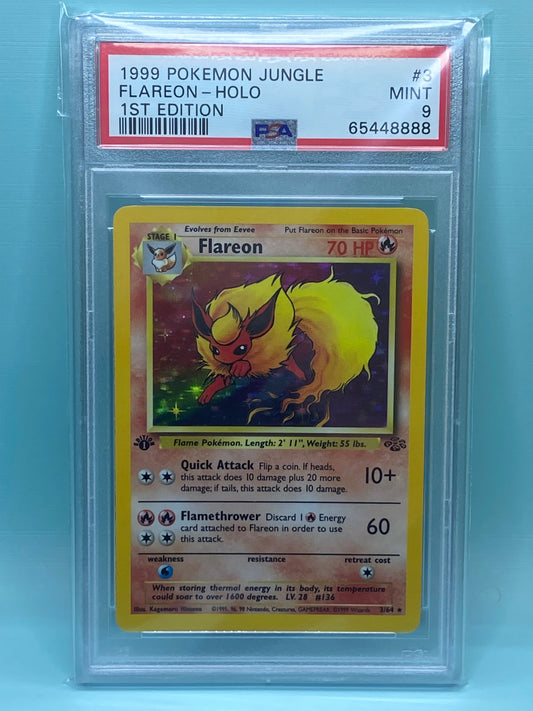 1999 POKEMON JUNGLE #3
FLAREON - HOLO MINT
1ST EDITION 9
PSA 65448888
Evolves from Eevee Put Flareon on the Basic Pokémon
STAGE 1 Flareon 70 HP
Flame Pokémon. Length: 2' 11", Weight: 55 lbs.
EDITION 1
Quick Attack Flip a coin. If heads,
this attack does 10 damage plus 20 more
damage; if tails, this attack does 10 damage.
10+
Flamethrower Discard 1 Energy
card attached to Flareon in order to use
this attack.
60
weakness resistance retreat cost
When storing thermal energy in its body, its temperature
could soar to over 1600 degrees. LV. 28 #136
Illus. Kagemaru Himeno ©1995, 96, 98 Nintendo, Creatures, GAMEFREAK. ©1999 Wizards. 3/64 ★